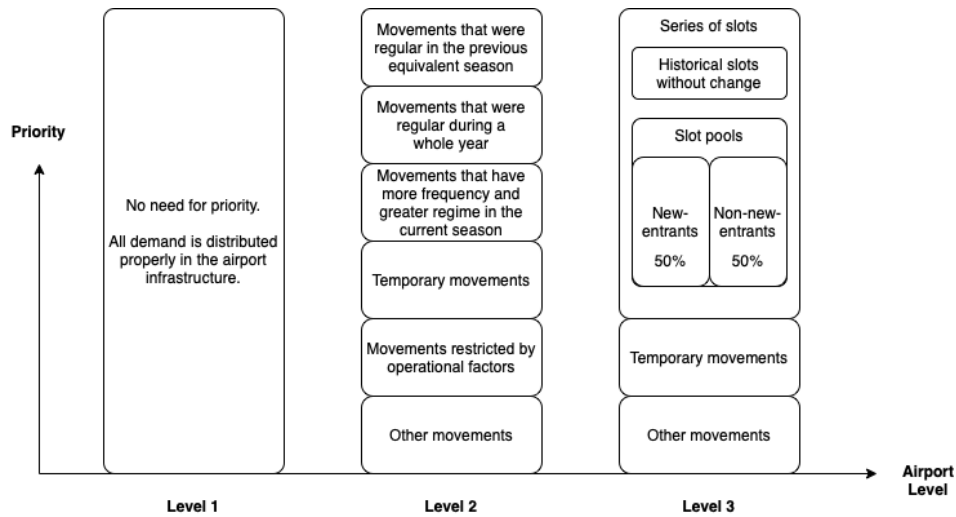 Priority
No need for priority.
All demand is distributed
properly in the airport
infrastructure.
Level 1
Movements that were
regular in the previous
equivalent season
Movements that were
regular during a
whole year
Movements that have
more frequency and
greater regime in the
current season
Temporary movements
Movements restricted by
operational factors
Other movements
Level 2
Series of slots
Historical slots
without change
Slot pools
New-
entrants
50%
Non-new-
entrants
50%
Temporary movements
Other movements
Level 3
Airport
Level